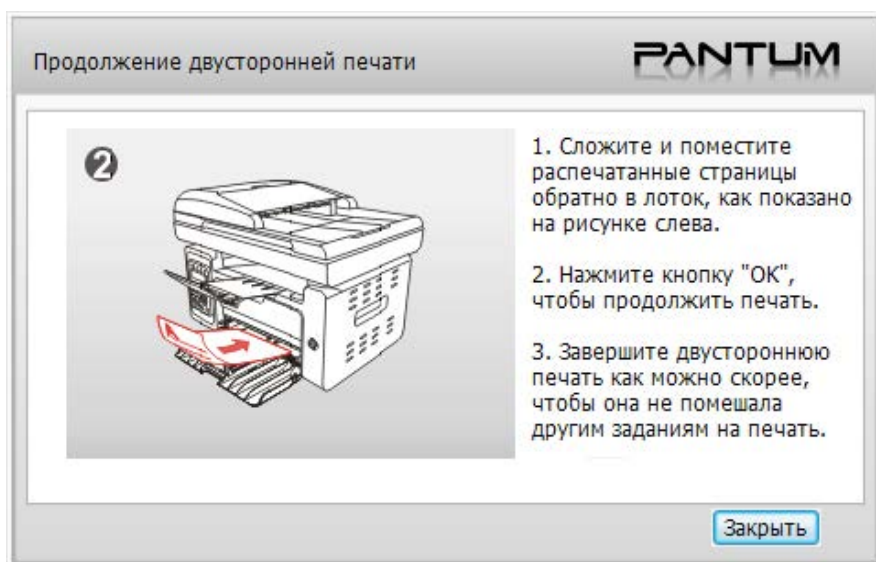 Продолжение двусторонней печати
PANTUM
2
1. Сложите и поместите
распечатанные страницы
обратно в лоток, как показано
на рисунке слева.
2. Нажмите кнопку "OK",
чтобы продолжить печать.
3. Завершите двустороннюю
печать как можно скорее,
чтобы она не помешала
другим заданиям на печать.
Закрыть